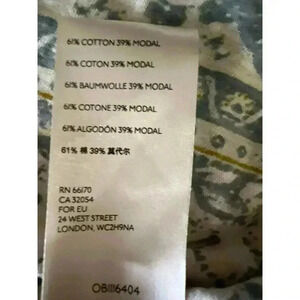 61% COTTON 39% MODAL
61% COTON 39% MODAL
61% BAUMWOLLE 39% MODAL
61% COTONE 39% MODAL
61% ALGODÓN 39% MODAL
61% 棉 39% 莫代尔
RN 66170
CA 32054
FOR EU
24 WEST STREET
LONDON, WC2H9NA
OB1116404